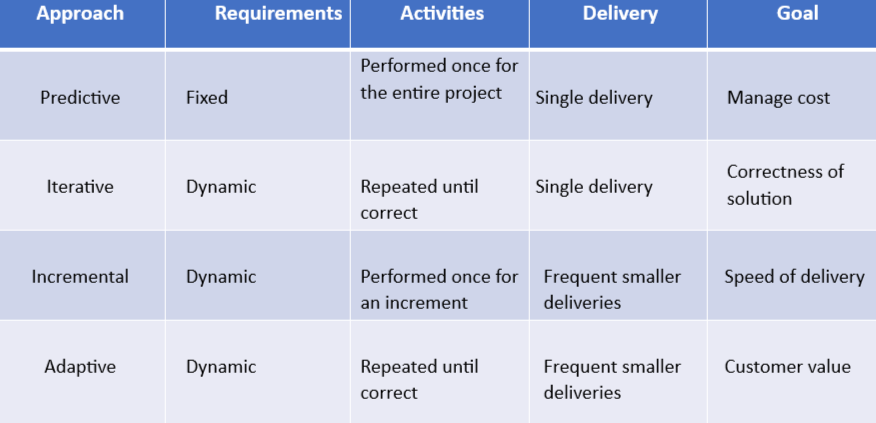 Approach Requirements Activities Delivery Goal
Predictive Fixed Performed once for the entire project Single delivery Manage cost
Iterative Dynamic Repeated until correct Single delivery Correctness of solution
Incremental Dynamic Performed once for an increment Frequent smaller deliveries Speed of delivery
Adaptive Dynamic Repeated until correct Frequent smaller deliveries Customer value